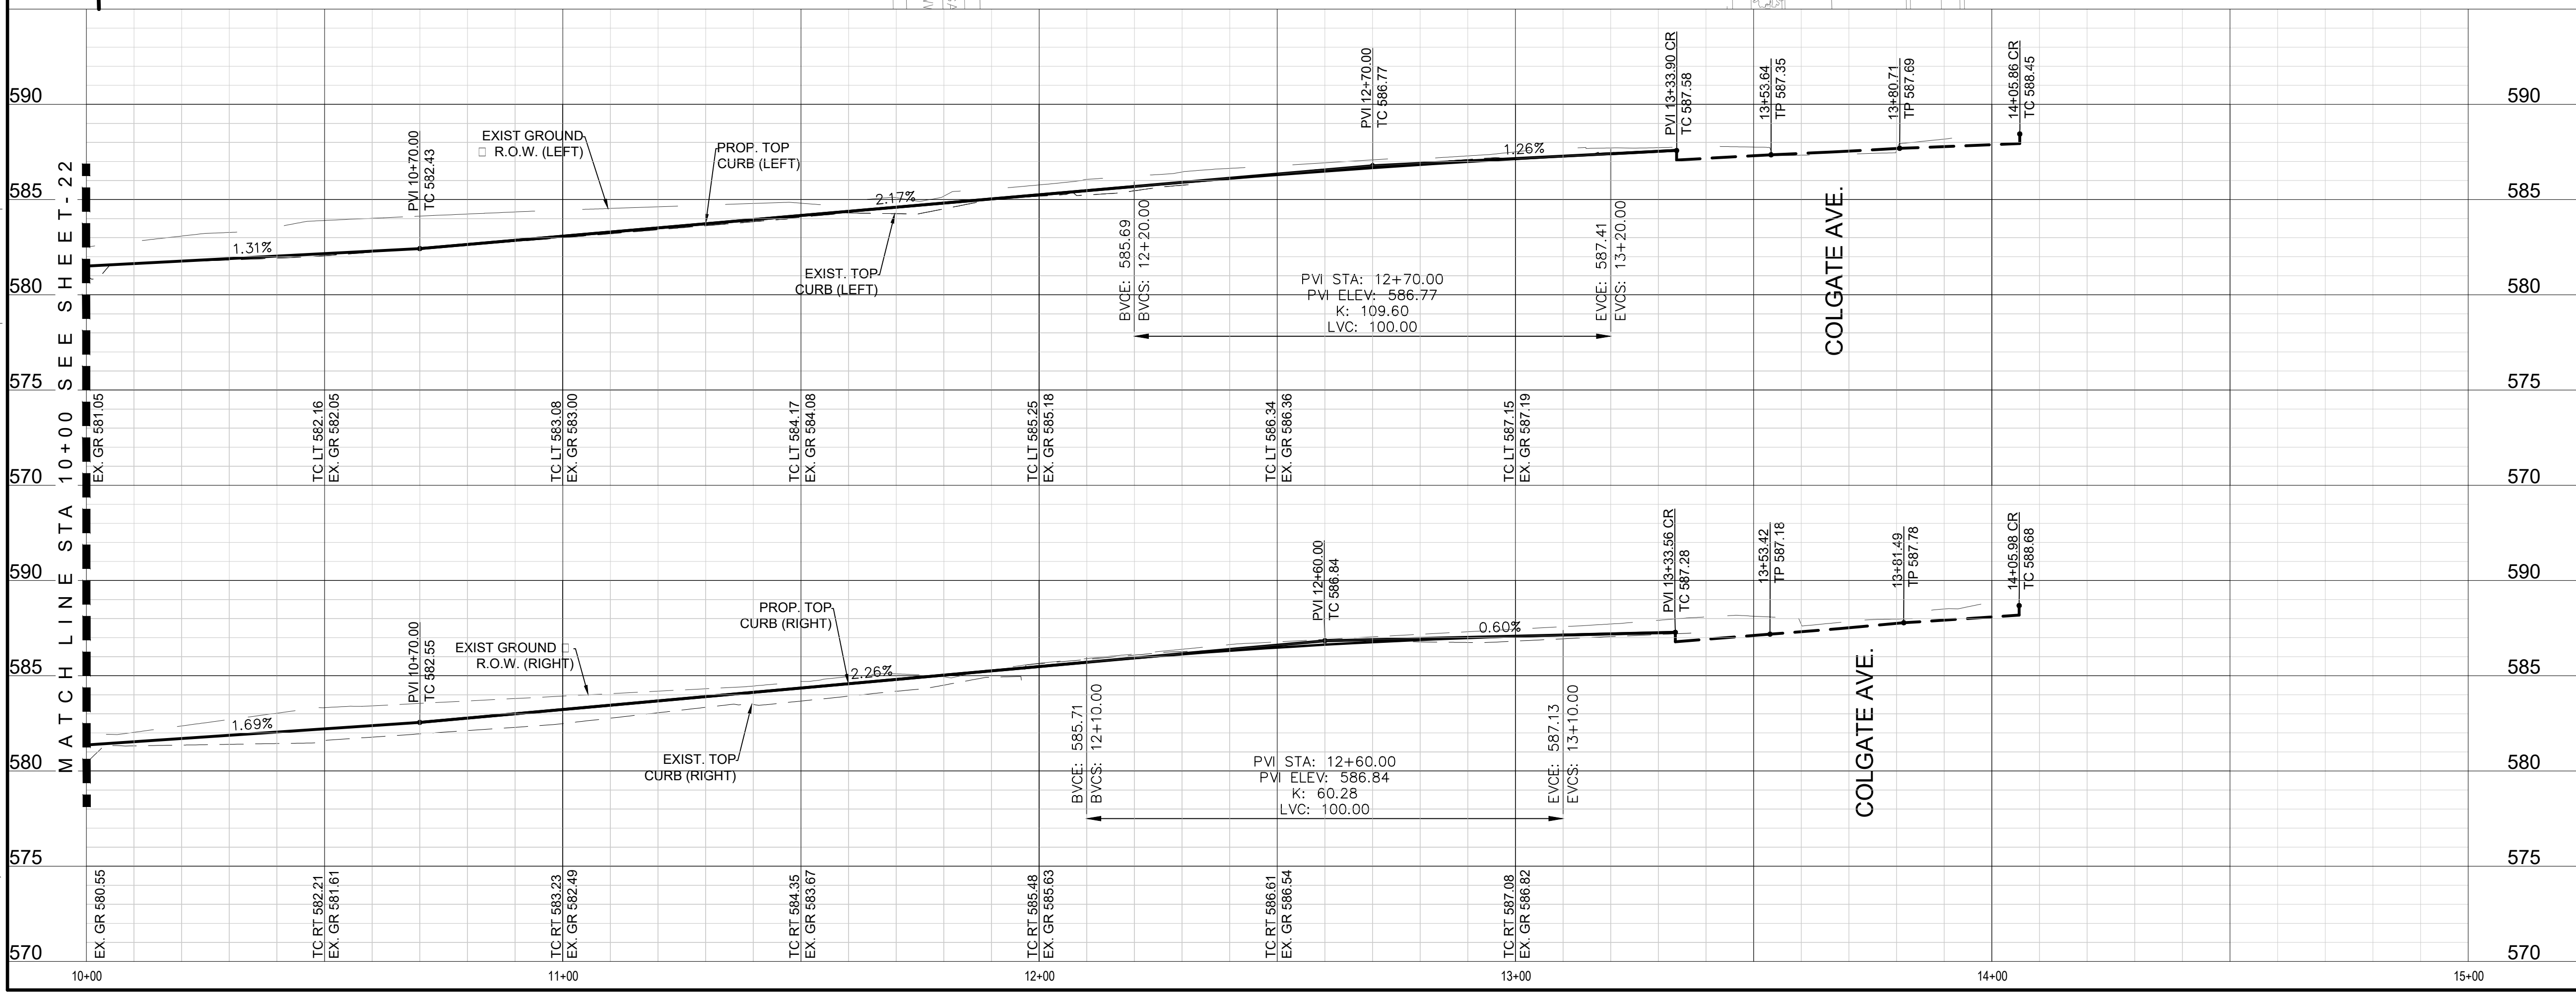 590
585
580
575
570
590
585
580
575
570
MATCH LINE STA 10+00 SEE SHEET-22
PVI 10+70.00
TC 582.43
EXIST GROUND
R.O.W. (LEFT)
PROP. TOP
CURB (LEFT)
1.31%
2.17%
EXIST. TOP
CURB (LEFT)
BVCE: 585.69
BVCS: 12+20.00
PVI 12+70.00
TC 586.77
1.26%
PVI STA: 12+70.00
PVI ELEV: 586.77
K: 109.60
LVC: 100.00
EVCE: 587.41
EVCS: 13+20.00
PVI 13+33.90 CR
TC 587.58
13+53.64
TP 587.35
13+80.71
TP 587.69
14+05.86 CR
TC 588.45
COLGATE AVE.
EX. GR 581.05
TC LT 582.16
EX. GR 582.05
TC LT 583.08
EX. GR 583.00
TC LT 584.17
EX. GR 584.08
TC LT 585.25
EX. GR 585.18
TC LT 586.34
EX. GR 586.36
TC LT 587.15
EX. GR 587.19
PVI 10+70.00
TC 582.55
EXIST GROUND
R.O.W. (RIGHT)
PROP. TOP
CURB (RIGHT)
1.69%
2.26%
EXIST. TOP
CURB (RIGHT)
BVCE: 585.71
BVCS: 12+10.00
PVI 12+60.00
TC 586.84
0.60%
PVI STA: 12+60.00
PVI ELEV: 586.84
K: 60.28
LVC: 100.00
EVCE: 587.13
EVCS: 13+10.00
PVI 13+33.56 CR
TC 587.28
13+53.42
TP 587.18
13+81.49
TP 587.78
14+05.98 CR
TC 588.68
COLGATE AVE.
EX. GR 580.55
TC RT 582.21
EX. GR 581.61
TC RT 583.23
EX. GR 582.49
TC RT 584.35
EX. GR 583.67
TC RT 585.48
EX. GR 585.63
TC RT 586.61
EX. GR 586.54
TC RT 587.08
EX. GR 586.82
590
585
580
575
570
590
585
580
575
570
10+00
11+00
12+00
13+00
14+00
15+00